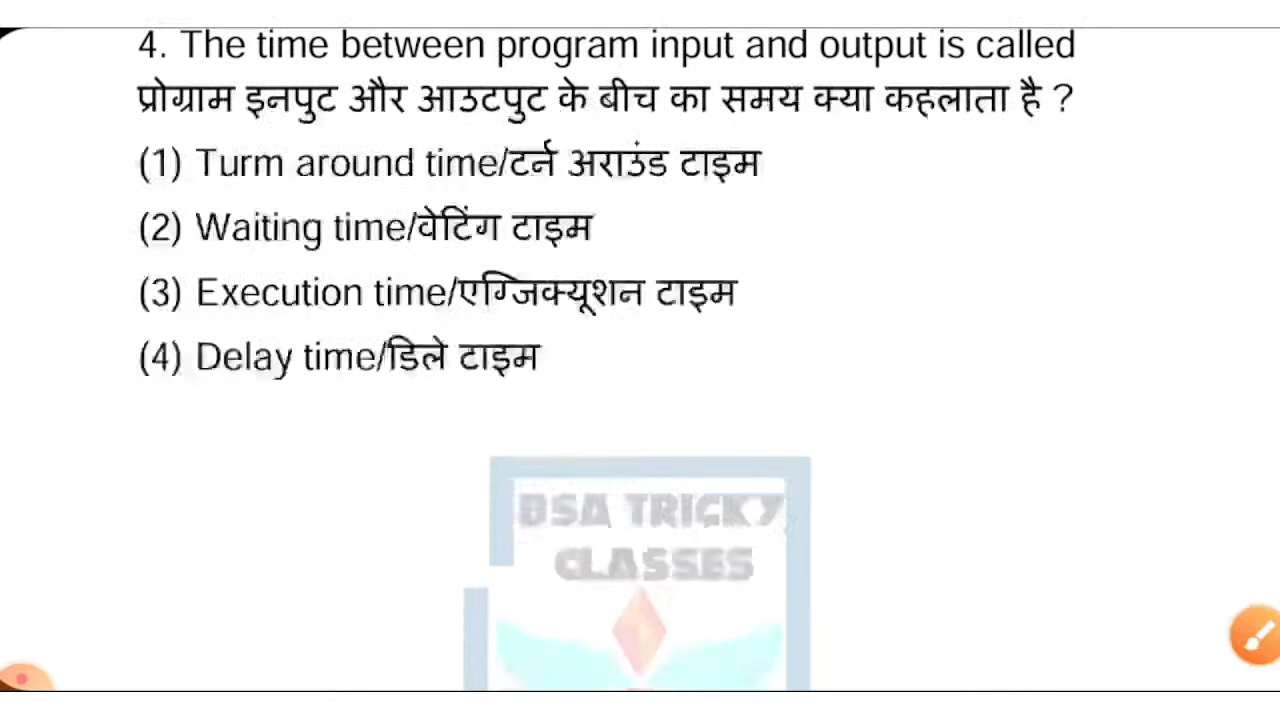 4. The time between program input and output is called
प्रोग्राम इनपुट और आउटपुट के बीच का समय क्या कहलाता है ?
(1) Turm around time/टर्न अराउंड टाइम
(2) Waiting time/वेटिंग टाइम
(3) Execution time/एग्जिक्यूशन टाइम
(4) Delay time/डिले टाइम
BSA TRICKY
CLASSES